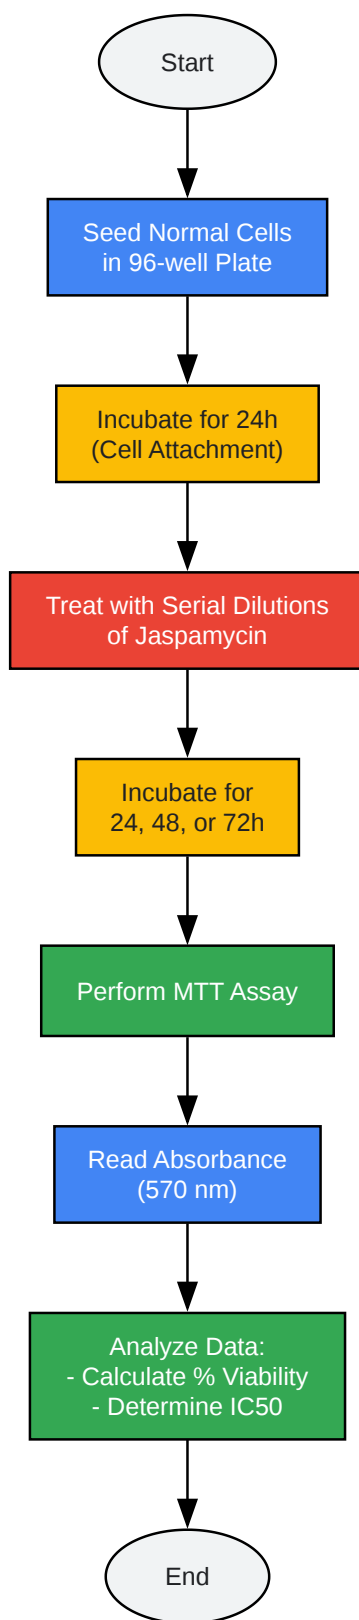 Start
Seed Normal Cells
in 96-well Plate
Incubate for 24h
(Cell Attachment)
Treat with Serial Dilutions
of Jaspamycin
Incubate for
24, 48, or 72h
Perform MTT Assay
Read Absorbance
(570 nm)
Analyze Data:
- Calculate % Viability
- Determine IC50
End